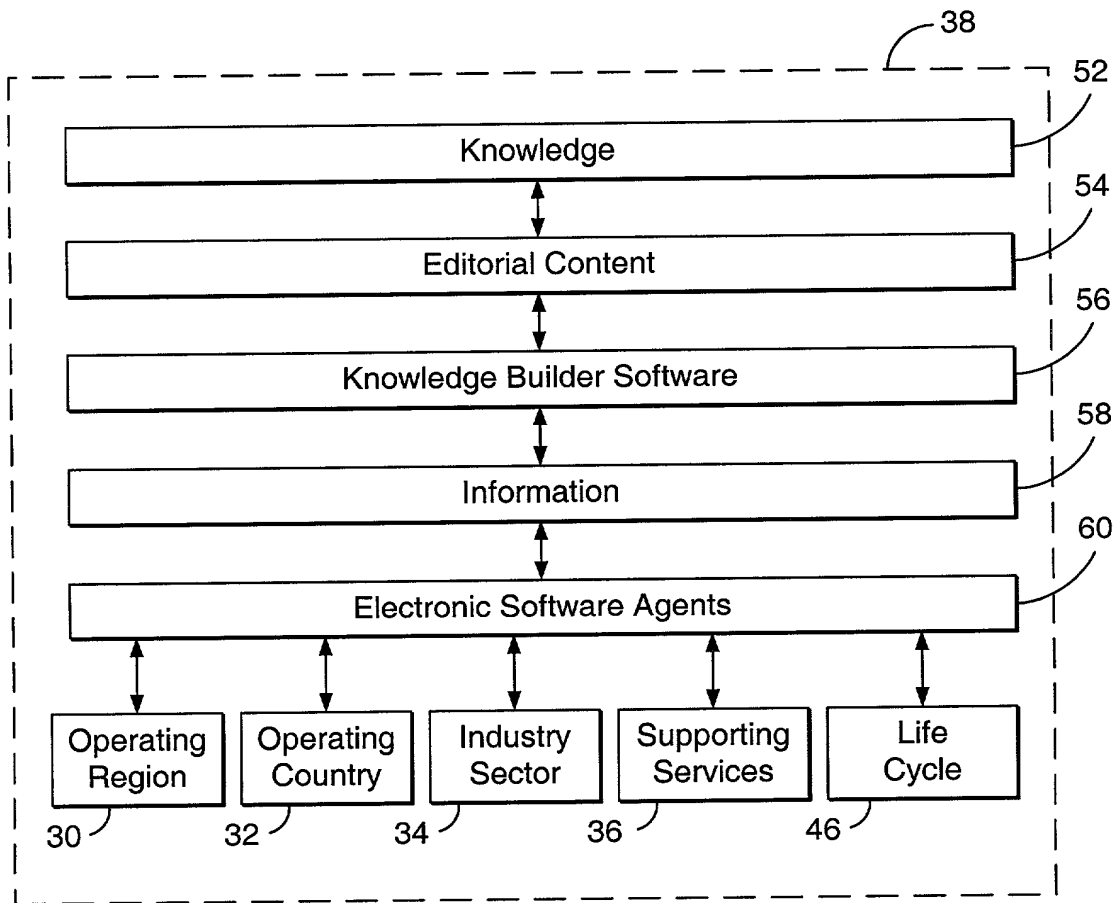 38
52
Knowledge
54
Editorial Content
56
Knowledge Builder Software
58
Information
60
Electronic Software Agents
Operating
Region
Operating
Country
Industry
Sector
Supporting
Services
Life
Cycle
30
32
34
36
46